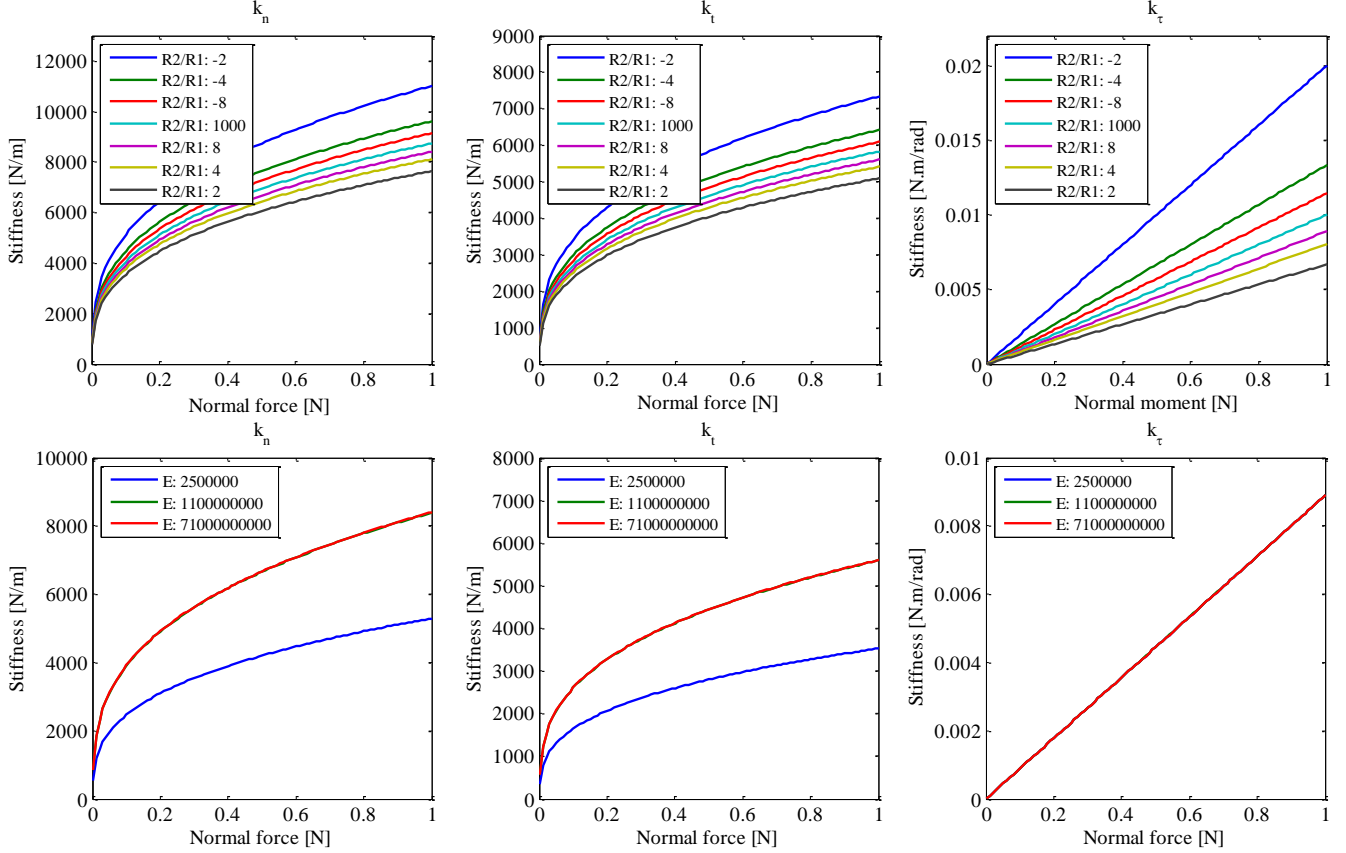 k_n
Stiffness [N/m]
12000
10000
8000
6000
4000
2000
0
R2/R1: -2
R2/R1: -4
R2/R1: -8
R2/R1: 1000
R2/R1: 8
R2/R1: 4
R2/R1: 2
0 0.2 0.4 0.6 0.8 1
Normal force [N]
k_t
Stiffness [N/m]
9000
8000
7000
6000
5000
4000
3000
2000
1000
0
R2/R1: -2
R2/R1: -4
R2/R1: -8
R2/R1: 1000
R2/R1: 8
R2/R1: 4
R2/R1: 2
0 0.2 0.4 0.6 0.8 1
Normal force [N]
k_τ
Stiffness [N.m/rad]
0.02
0.015
0.01
0.005
0
R2/R1: -2
R2/R1: -4
R2/R1: -8
R2/R1: 1000
R2/R1: 8
R2/R1: 4
R2/R1: 2
0 0.2 0.4 0.6 0.8 1
Normal moment [N]
k_n
Stiffness [N/m]
10000
8000
6000
4000
2000
0
E: 2500000
E: 1100000000
E: 71000000000
0 0.2 0.4 0.6 0.8 1
Normal force [N]
k_t
Stiffness [N/m]
8000
7000
6000
5000
4000
3000
2000
1000
0
E: 2500000
E: 1100000000
E: 71000000000
0 0.2 0.4 0.6 0.8 1
Normal force [N]
k_τ
Stiffness [N.m/rad]
0.01
0.008
0.006
0.004
0.002
0
E: 2500000
E: 1100000000
E: 71000000000
0 0.2 0.4 0.6 0.8 1
Normal force [N]